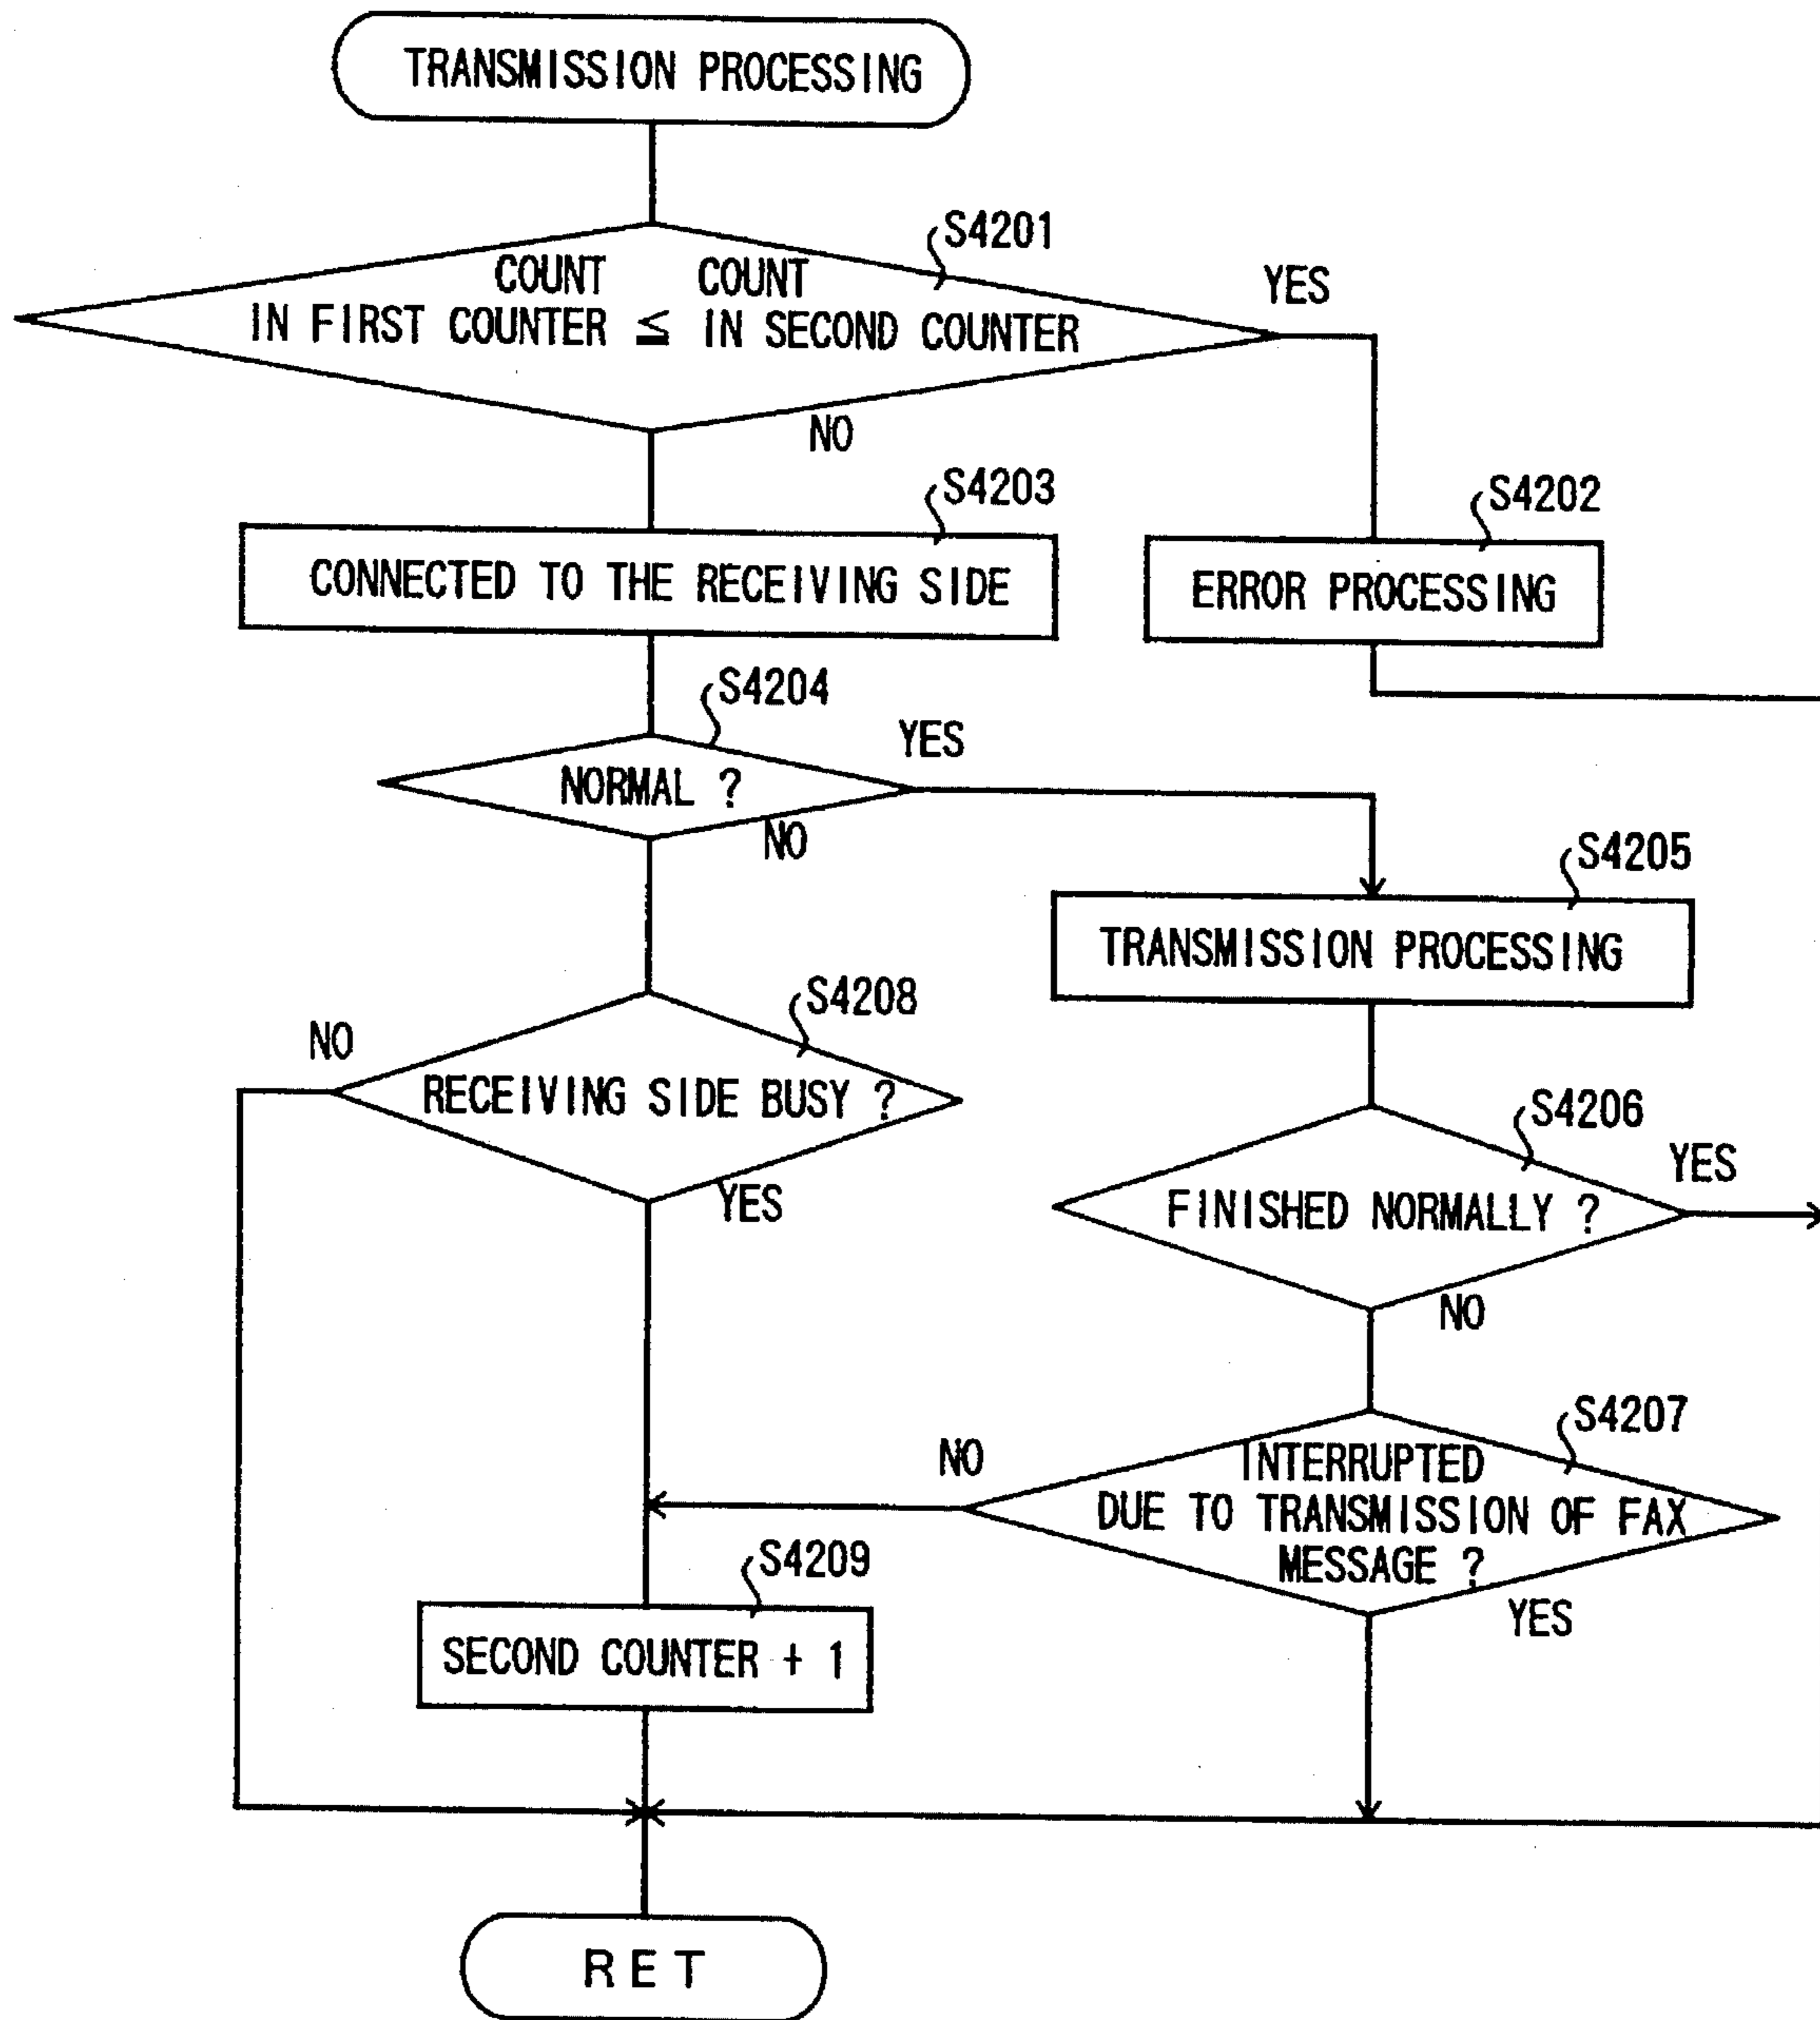 TRANSMISSION PROCESSING
S4201
COUNT COUNT
IN FIRST COUNTER ≦ IN SECOND COUNTER
YES
NO
S4203
CONNECTED TO THE RECEIVING SIDE
S4202
ERROR PROCESSING
S4204
NORMAL ?
YES
NO
S4205
TRANSMISSION PROCESSING
S4208
NO
RECEIVING SIDE BUSY ?
YES
S4206
FINISHED NORMALLY ?
YES
NO
S4207
NO
INTERRUPTED
DUE TO TRANSMISSION OF FAX
MESSAGE ?
YES
S4209
SECOND COUNTER + 1
RET